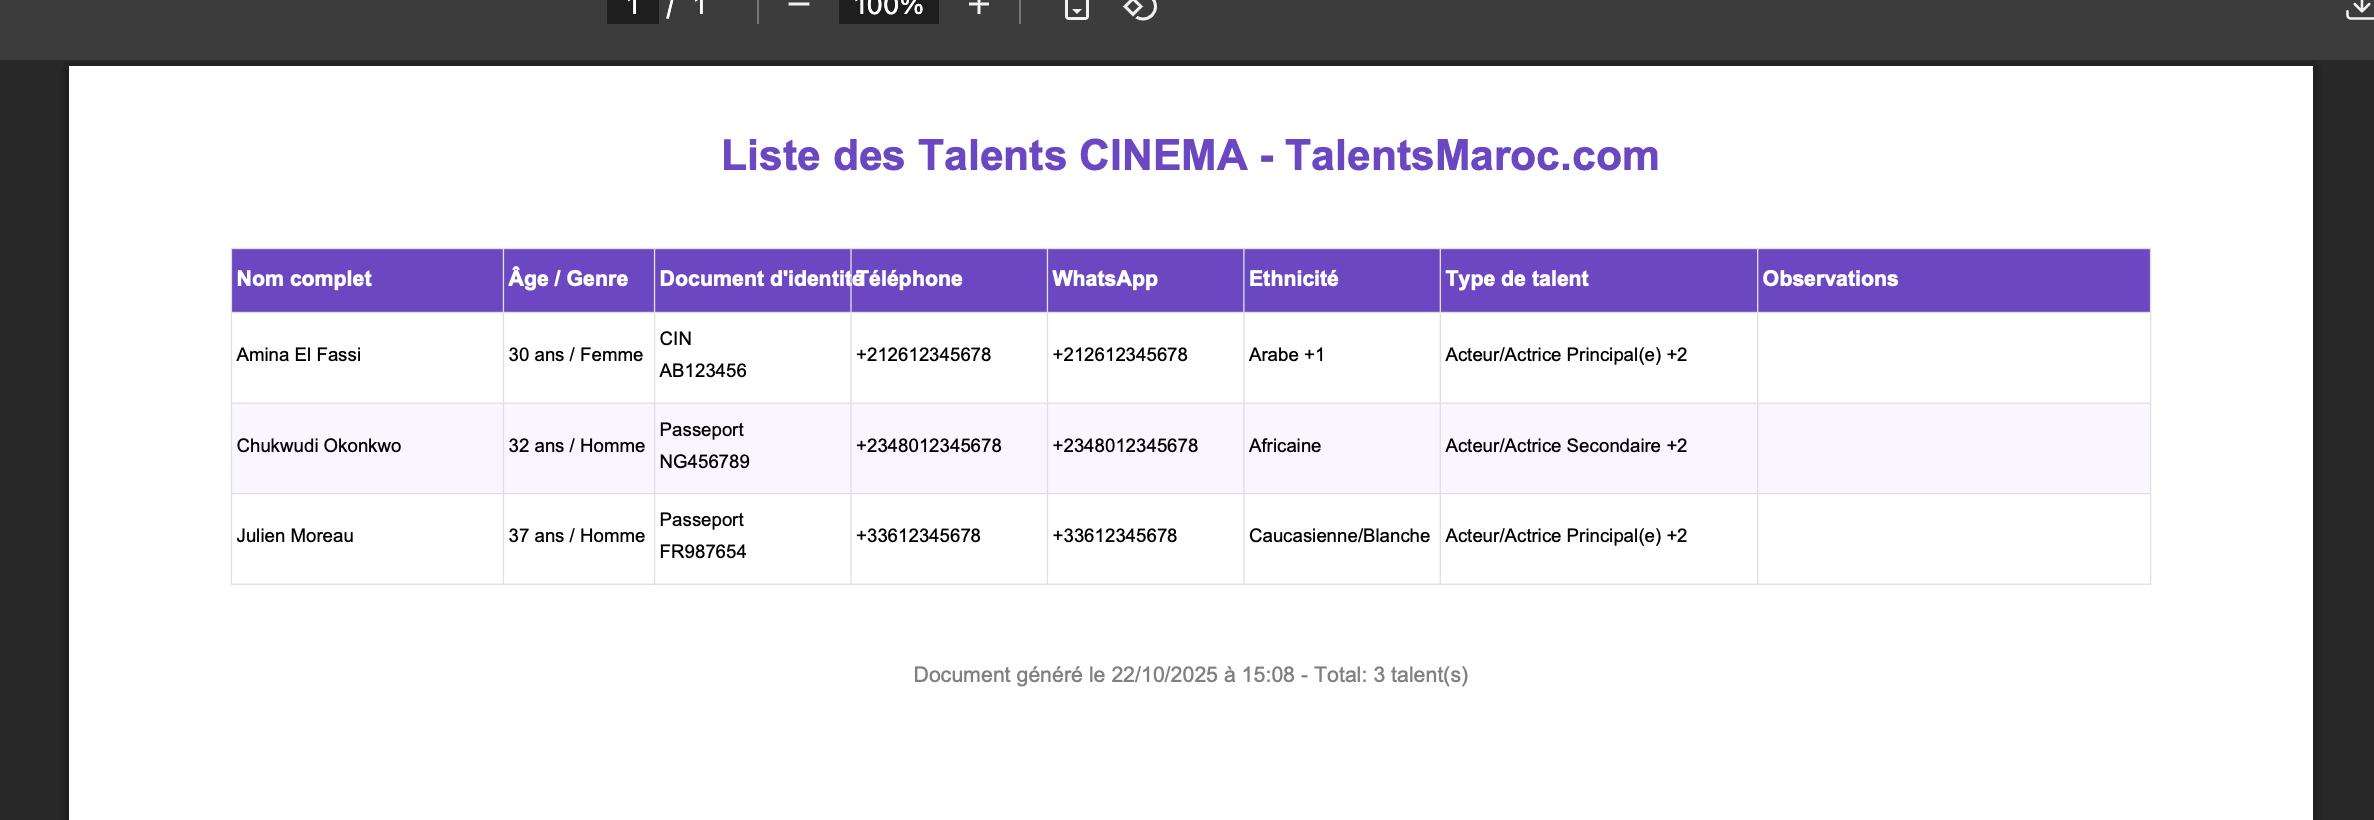 1 / 1
100%
Liste des Talents CINEMA - TalentsMaroc.com
Nom complet Âge / Genre Document d'identité Téléphone WhatsApp Ethnicité Type de talent Observations
Amina El Fassi 30 ans / Femme CIN AB123456 +212612345678 +212612345678 Arabe +1 Acteur/Actrice Principal(e) +2
Chukwudi Okonkwo 32 ans / Homme Passeport NG456789 +2348012345678 +2348012345678 Africaine Acteur/Actrice Secondaire +2
Julien Moreau 37 ans / Homme Passeport FR987654 +33612345678 +33612345678 Caucasienne/Blanche Acteur/Actrice Principal(e) +2
Document généré le 22/10/2025 à 15:08 - Total: 3 talent(s)